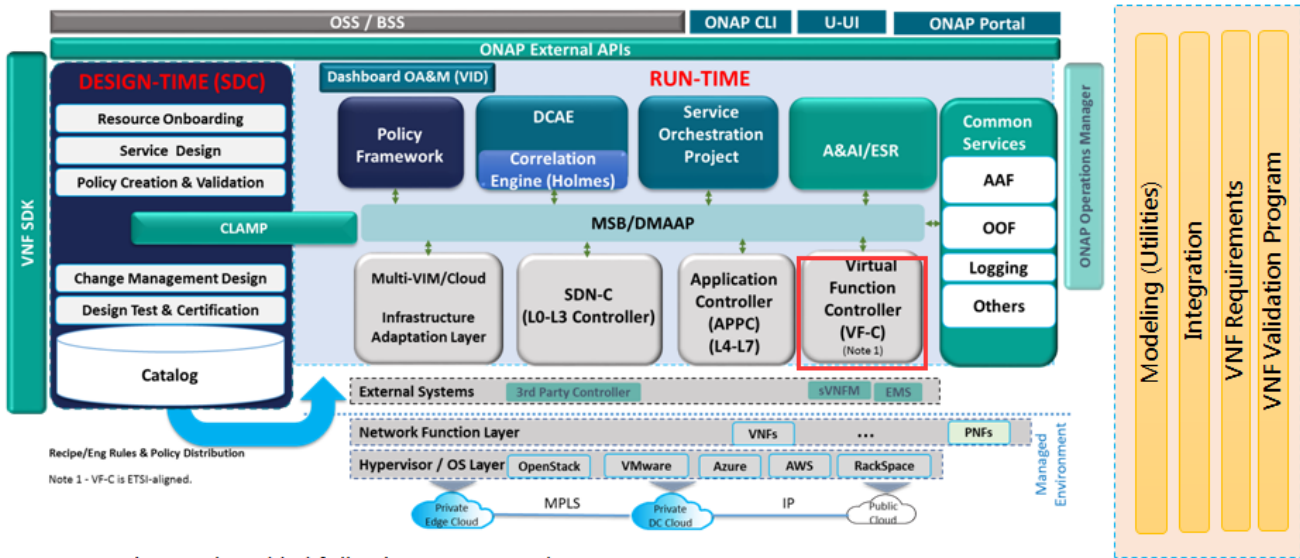 OSS / BSS
ONAP CLI
U-UI
ONAP Portal
ONAP External APIs
VNF SDK
DESIGN-TIME (SDC)
Resource Onboarding
Service Design
Policy Creation & Validation
CLAMP
Change Management Design
Design Test & Certification
Catalog
Recipe/Eng Rules & Policy Distribution
Note 1 - VF-C is ETSI-aligned.
Dashboard OA&M (VID)
RUN-TIME
Policy
Framework
DCAE
Correlation
Engine (Holmes)
Service
Orchestration
Project
A&AI/ESR
MSB/DMAAP
Multi-VIM/Cloud
Infrastructure
Adaptation Layer
SDN-C
(L0-L3 Controller)
Application
Controller
(APPC)
(L4-L7)
Virtual
Function
Controller
(VF-C)
(Note 1)
Common
Services
AAF
OOF
Logging
Others
ONAP Operations Manager
External Systems
3rd Party Controller
sVNFM
EMS
Network Function Layer
VNFs
...
PNFs
Hypervisor / OS Layer
OpenStack
VMware
Azure
AWS
RackSpace
Managed
Environment
Private
Edge Cloud
MPLS
Private
DC Cloud
IP
Public
Cloud
Modeling (Utilities)
Integration
VNF Requirements
VNF Validation Program